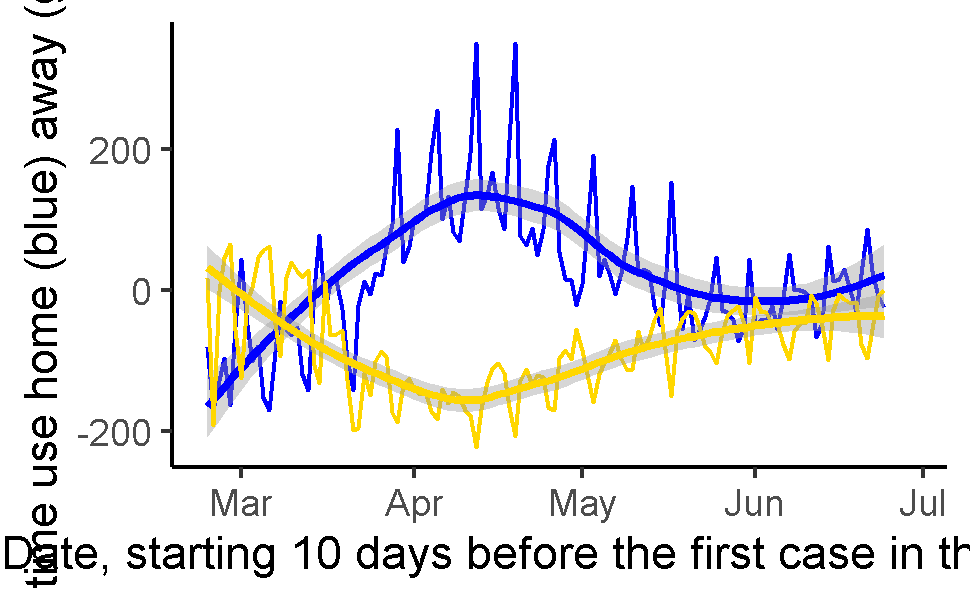 time use home (blue) away (
200
0
-200
Mar Apr May Jun Jul
Date, starting 10 days before the first case in th